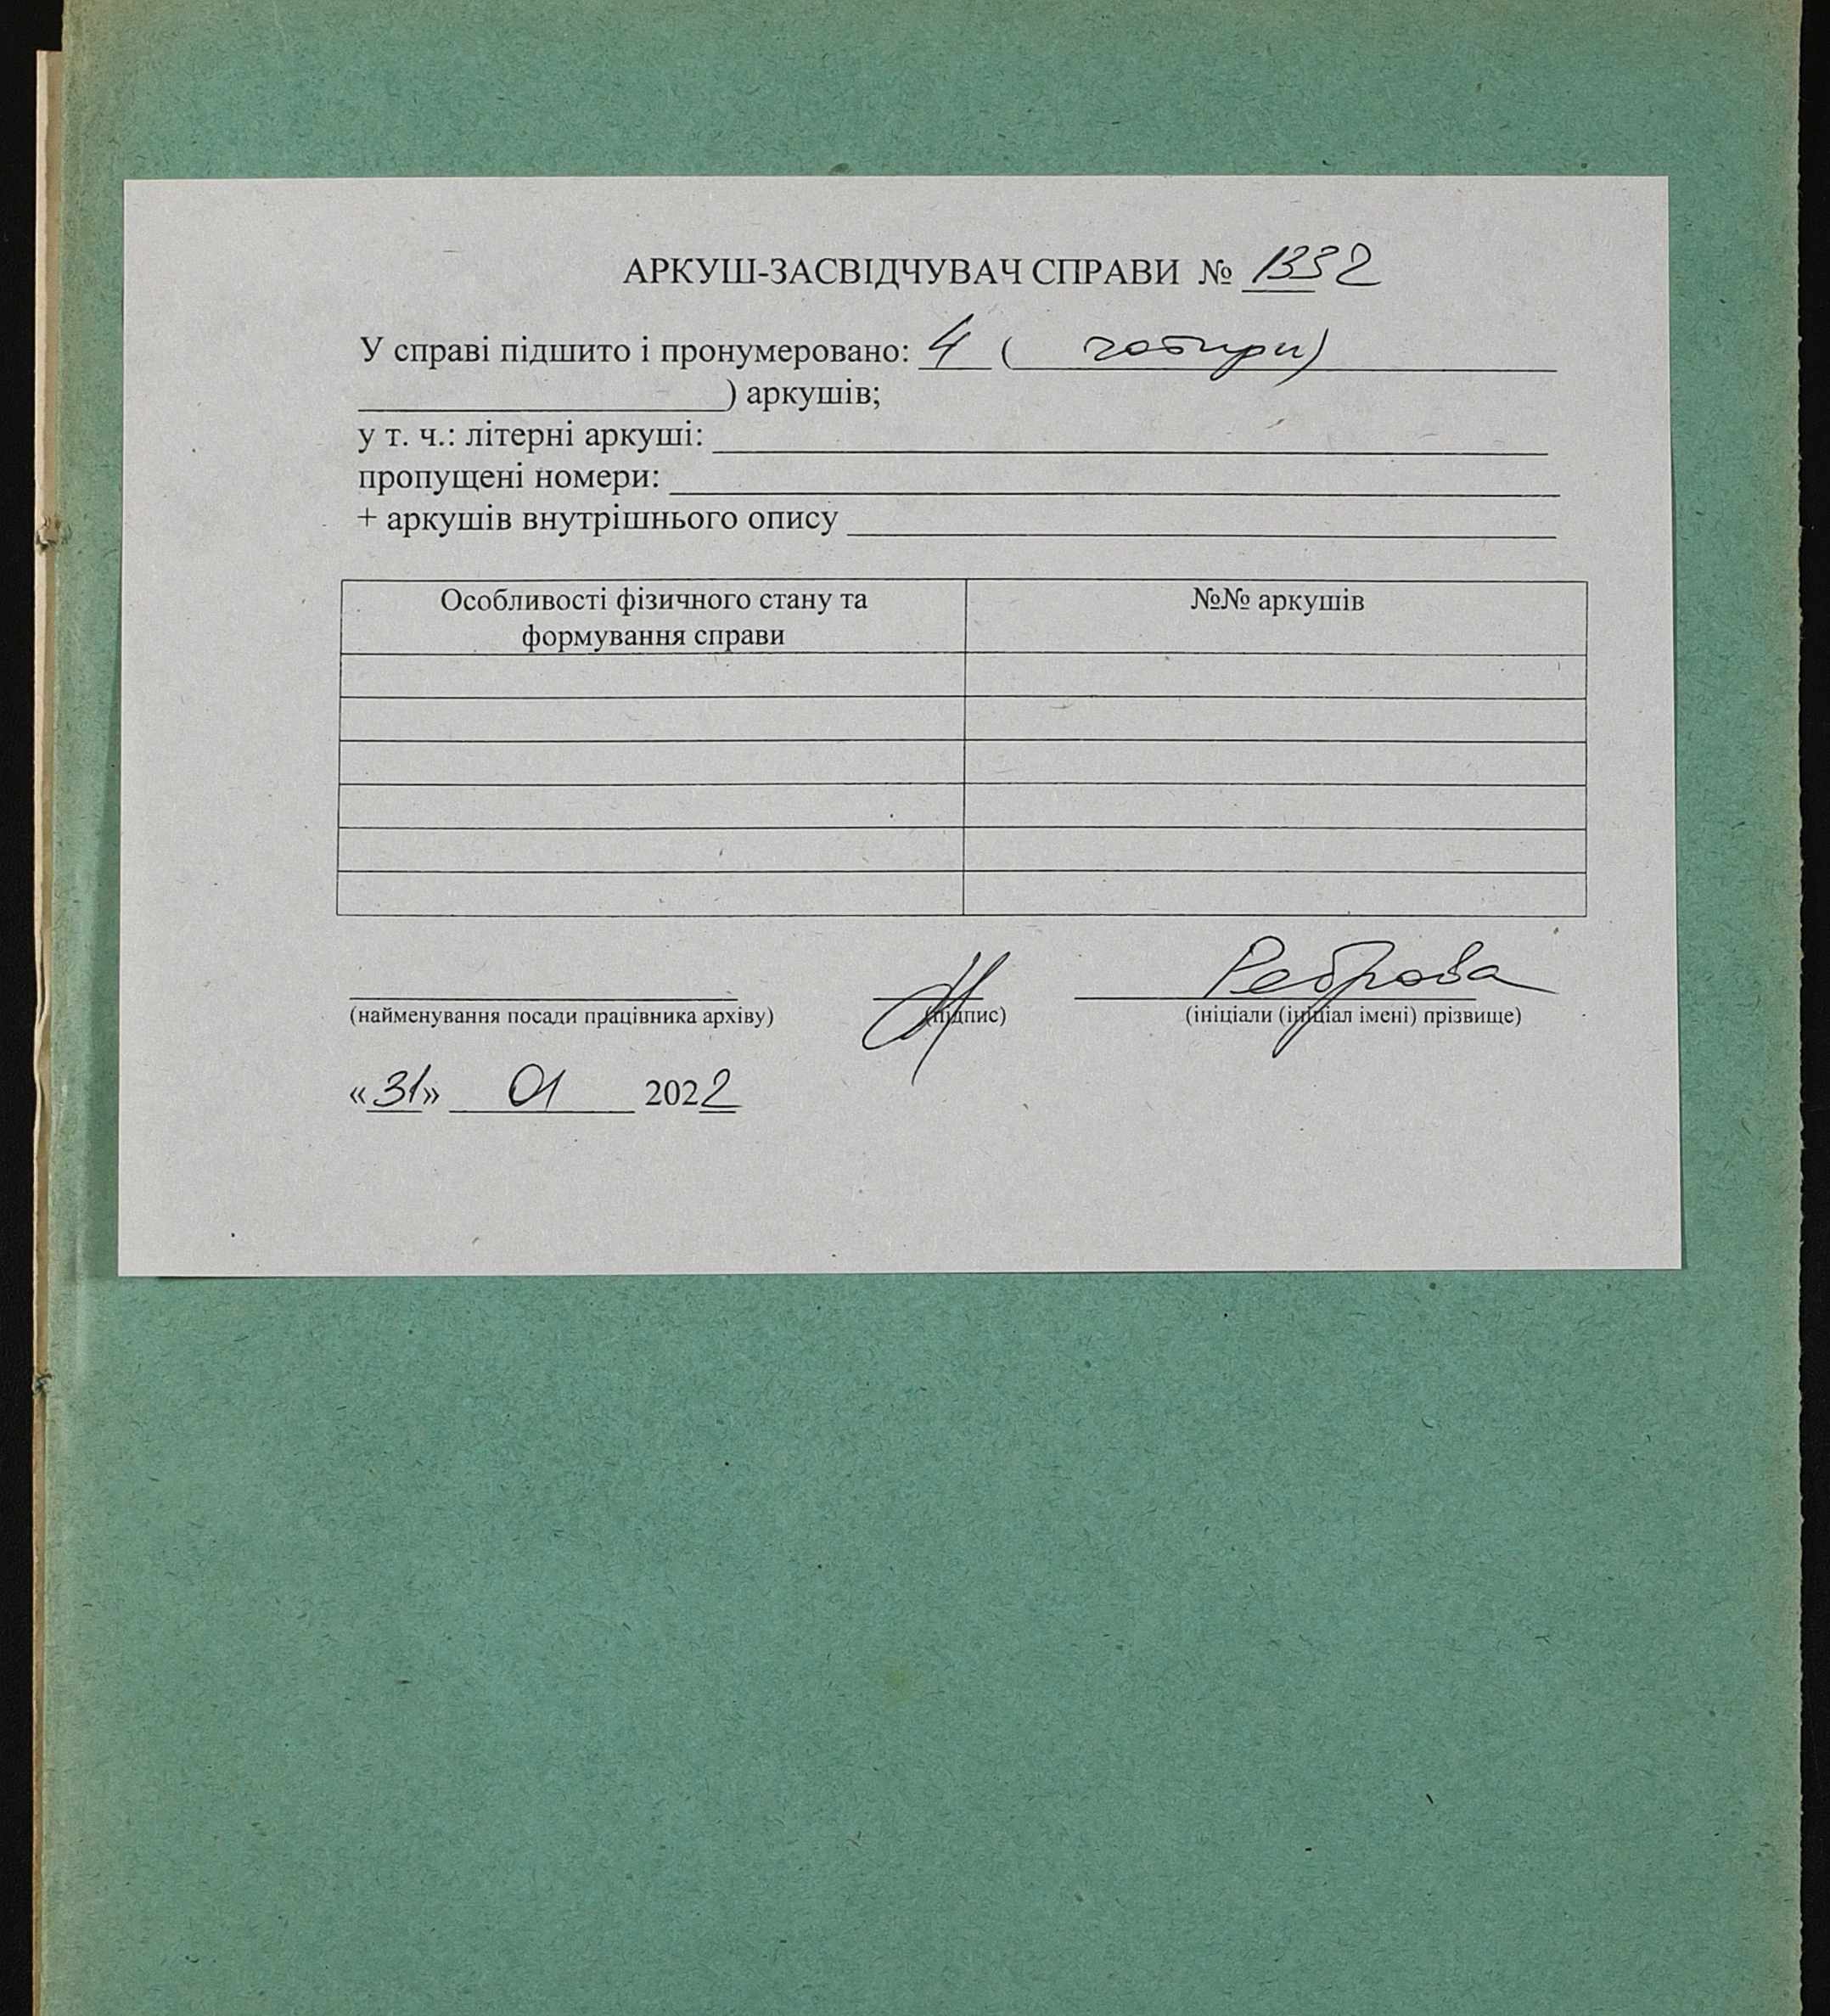 АРКУШ-ЗАСВІДЧУВАЧ СПРАВИ № 1332
У справі підшито і пронумеровано: 4 ( чотири)
) аркушів;
у т. ч.: літерні аркуші:
пропущені номери:
+ аркушів внутрішнього опису
Особливості фізичного стану та формування справи
№№ аркушів
Реброва
(найменування посади працівника архіву) (підпис) (ініціали (ініціал імені) прізвище)
«31» 01 2022